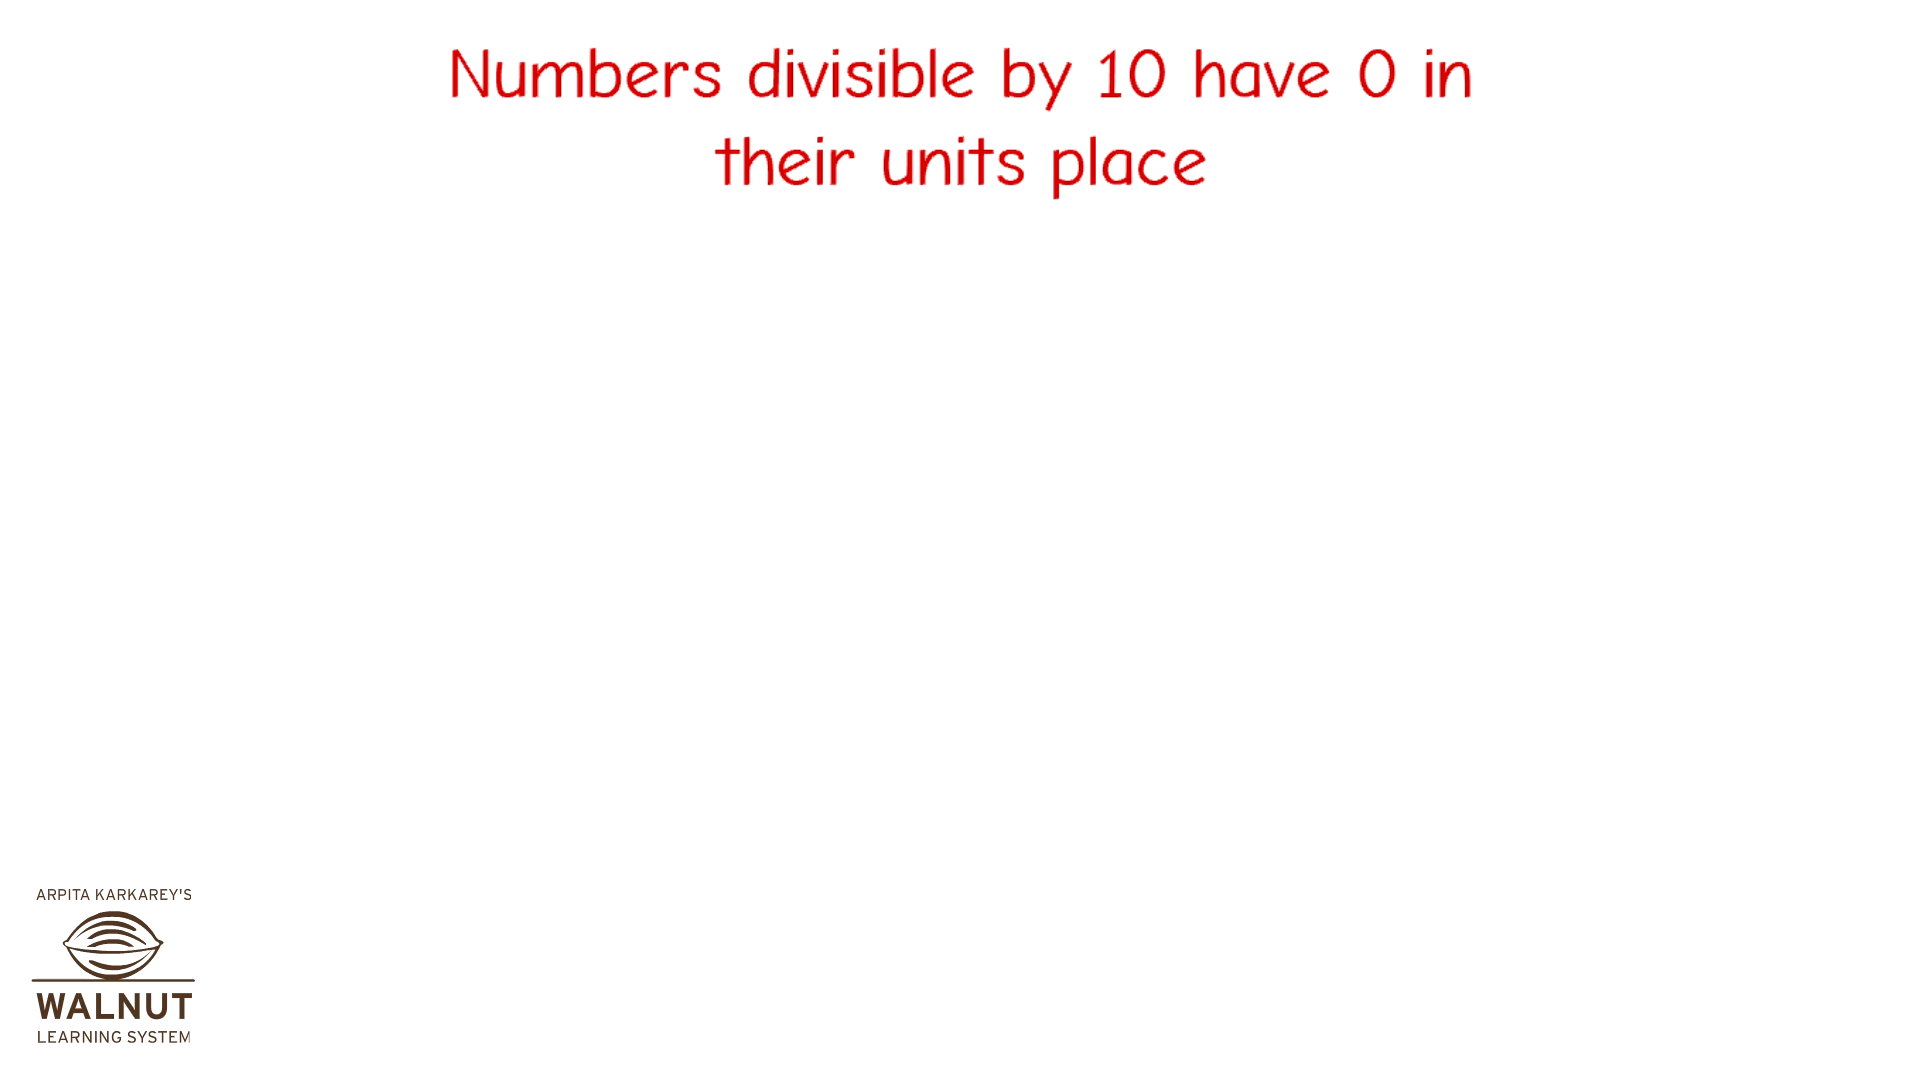 Numbers divisible by 10 have 0 in
their units place
ARPITA KARKAREY'S
WALNUT
LEARNING SYSTEM